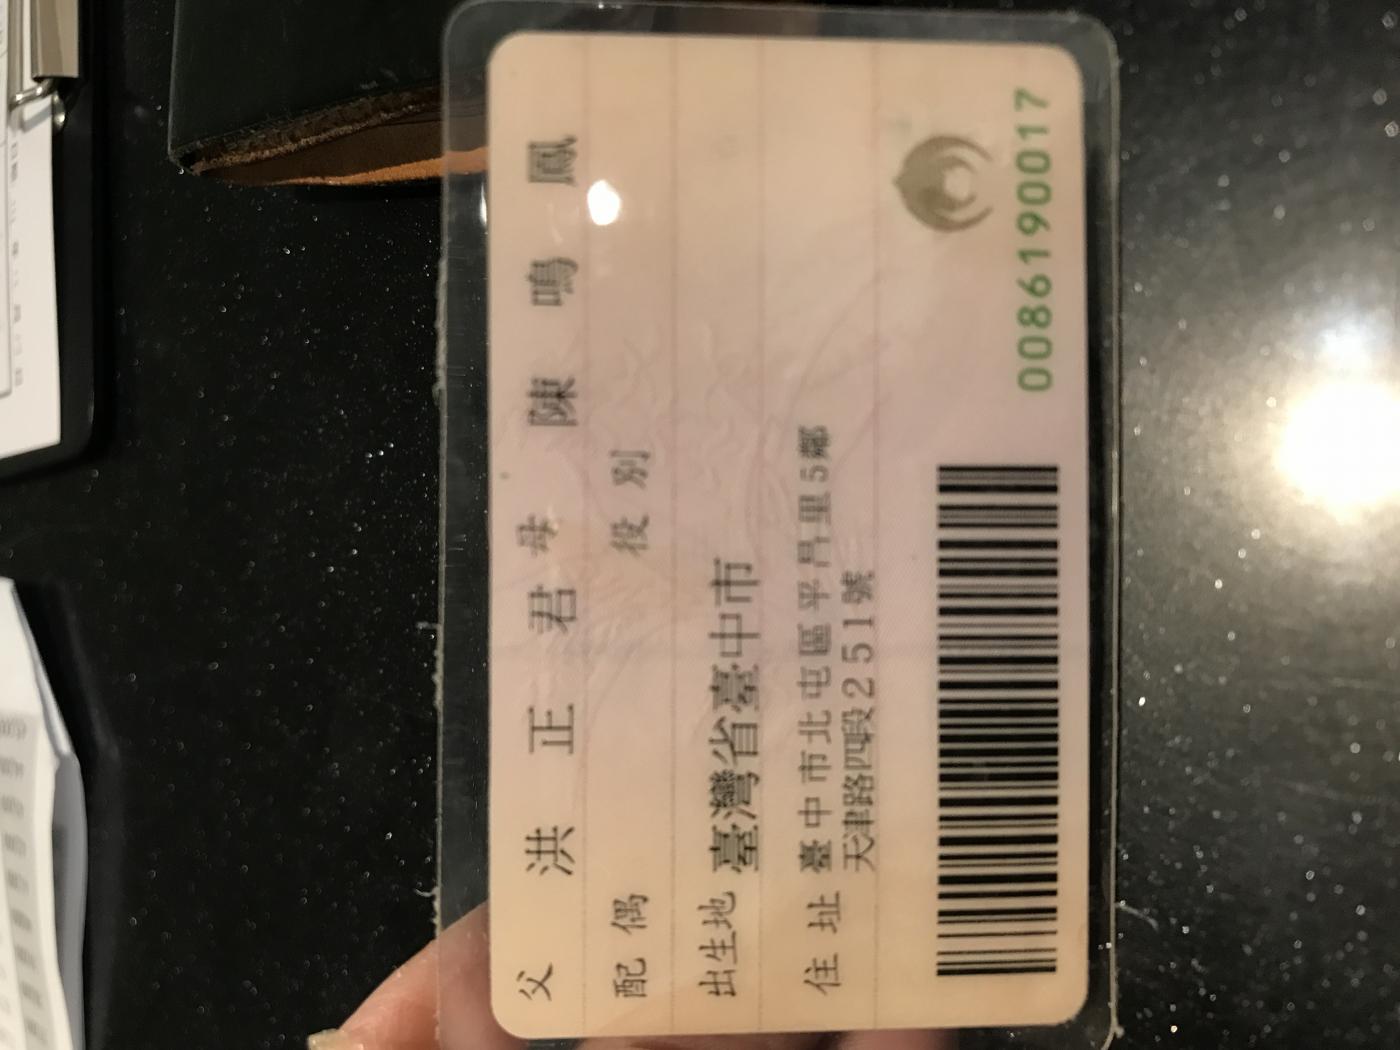 父 洪正君 母 陳鳴鳳
配偶 役別
出生地 臺灣省臺中市
住址 臺中市北屯區平昌里5鄰
天津路四段251號
0086190017